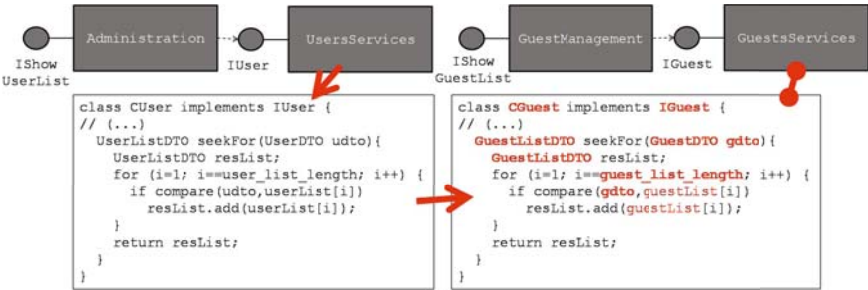 Administration
UsersServices
GuestManagement
GuestsServices
IShow
UserList
IUser
IShow
GuestList
IGuest
class CUser implements IUser {
// (...)
UserListDTO seekFor(UserDTO udto){
UserListDTO resList;
for (i=1; i==user_list_length; i++) {
if compare(udto,userList[i])
resList.add(userList[i]);
}
return resList;
}
}
class CGuest implements IGuest {
// (...)
GuestListDTO seekFor(GuestDTO gdto){
GuestListDTO resList;
for (i=1; i==guest_list_length; i++) {
if compare(gdto,guestList[i])
resList.add(guestList[i]);
}
return resList;
}
}